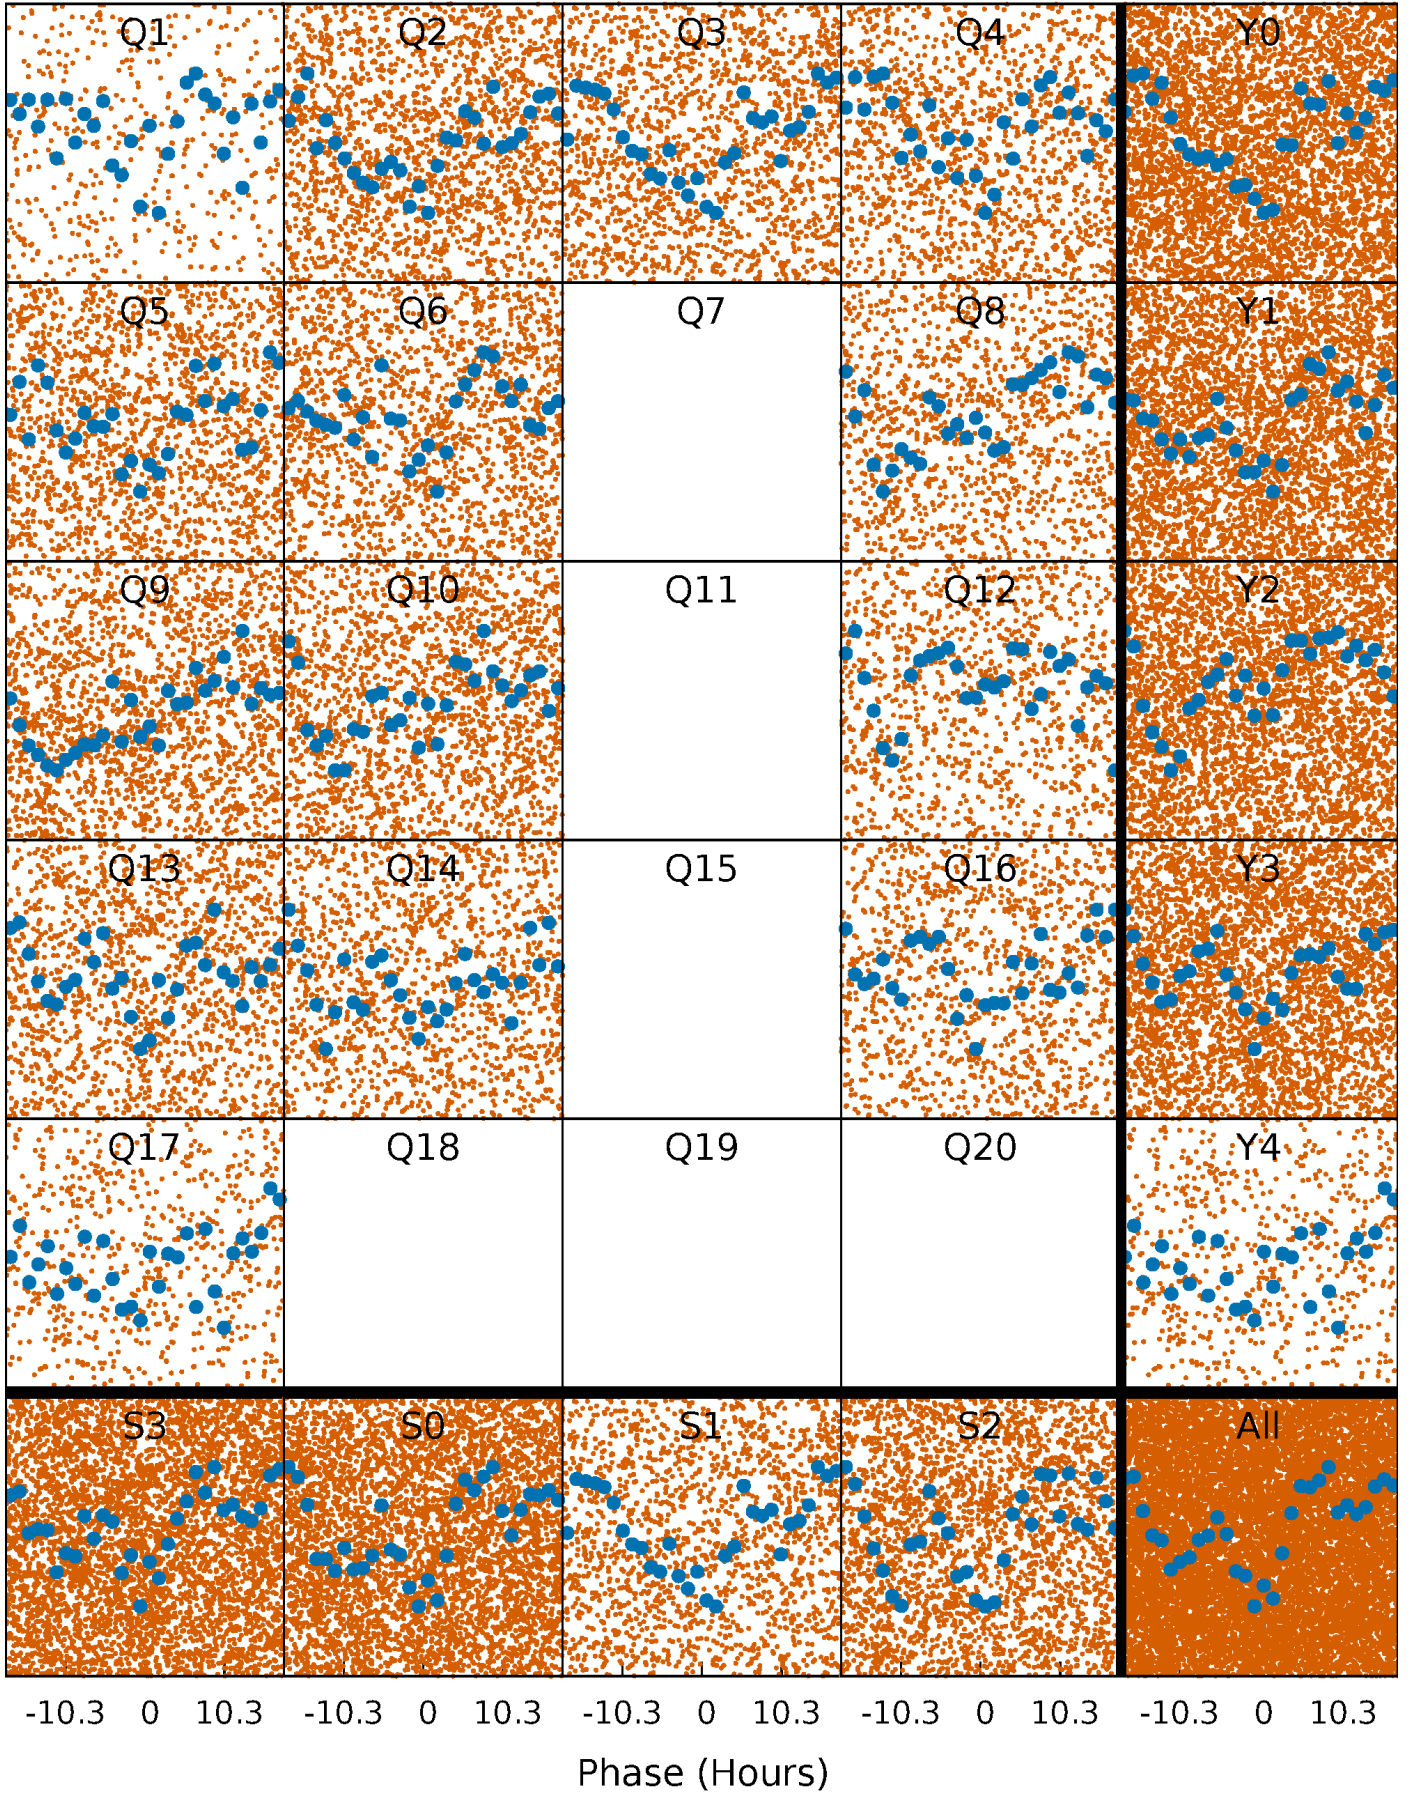 Q1 Q2 Q3 Q4 Y0
Q5 Q6 Q7 Q8 Y1
Q9 Q10 Q11 Q12 Y2
Q13 Q14 Q15 Q16 Y3
Q17 Q18 Q19 Q20 Y4
S3 S0 S1 S2 All
-10.3 0 10.3 -10.3 0 10.3 -10.3 0 10.3 -10.3 0 10.3 -10.3 0 10.3
Phase (Hours)